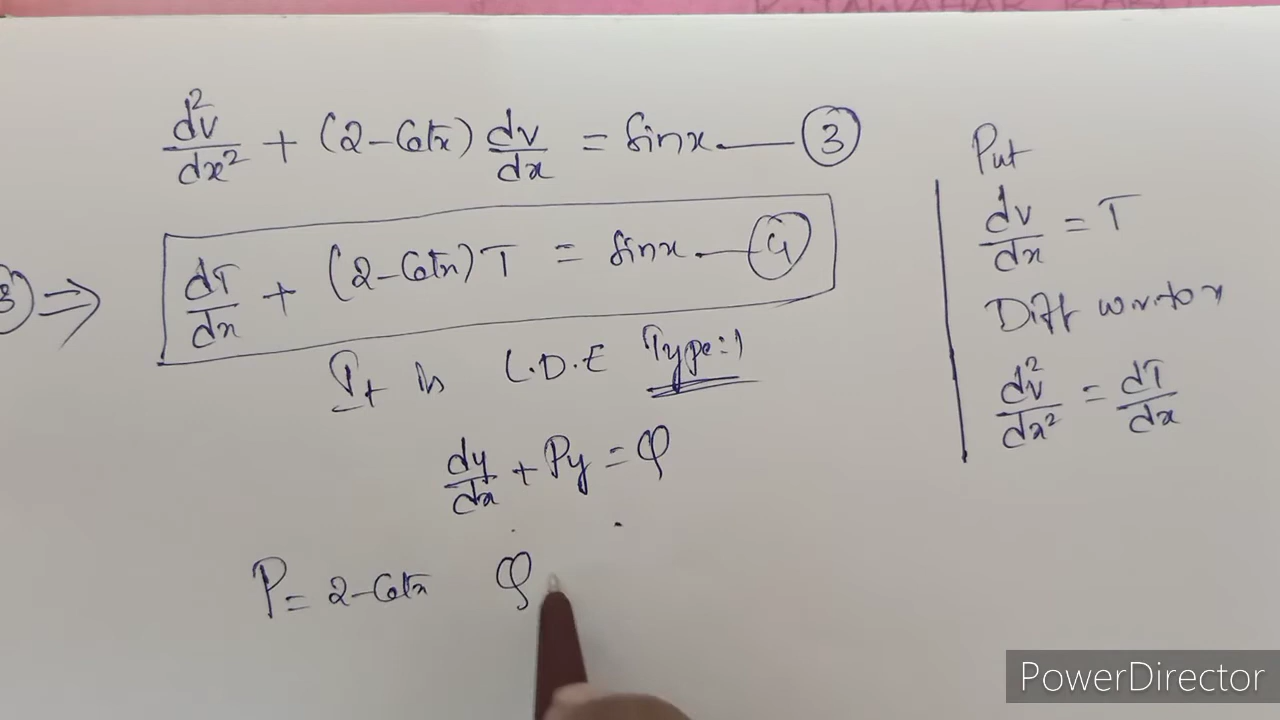 d²v/dx² + (2-Cotx) dv/dx = Sinx — ③
③ ⇒ dT/dx + (2-Cotx)T = Sinx — ④
It is L.D.E Type:1
dy/dx + Py = Q
P = 2-Cotx Q
Put
dv/dx = T
Diff w.r.to x
d²v/dx² = dT/dx
PowerDirector